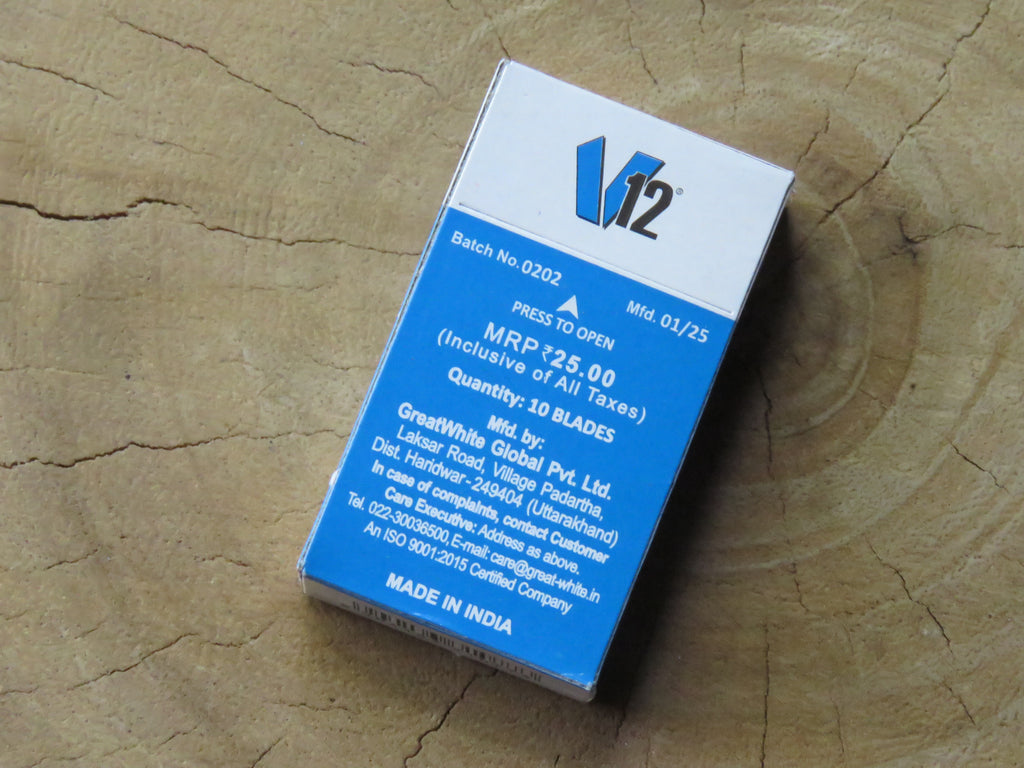 V12®
Batch No. 0202
Mfd. 01/25
PRESS TO OPEN
MRP ₹25.00
(Inclusive of All Taxes)
Quantity: 10 BLADES
Mfd. by:
GreatWhite Global Pvt. Ltd.
Laksar Road, Village Padartha,
Dist. Haridwar - 249404 (Uttarakhand)
In case of complaints, contact Customer
Care Executive: Address as above.
Tel. 022-30036500, E-mail: care@great-white.in
An ISO 9001:2015 Certified Company
MADE IN INDIA